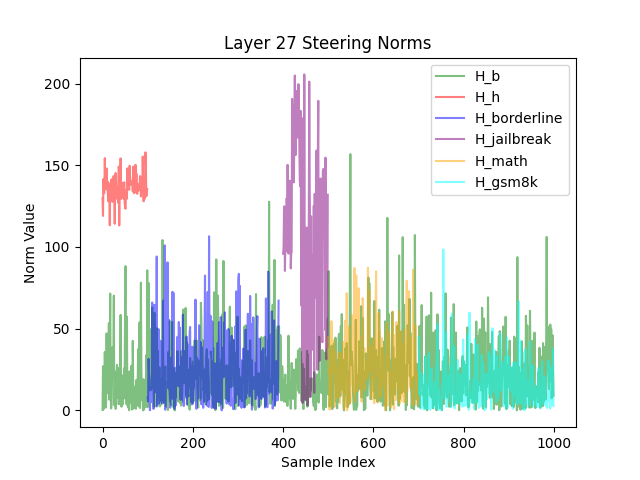 Layer 27 Steering Norms
200
150
100
50
0
Norm Value
H_b
H_h
H_borderline
H_jailbreak
H_math
H_gsm8k
0 200 400 600 800 1000
Sample Index